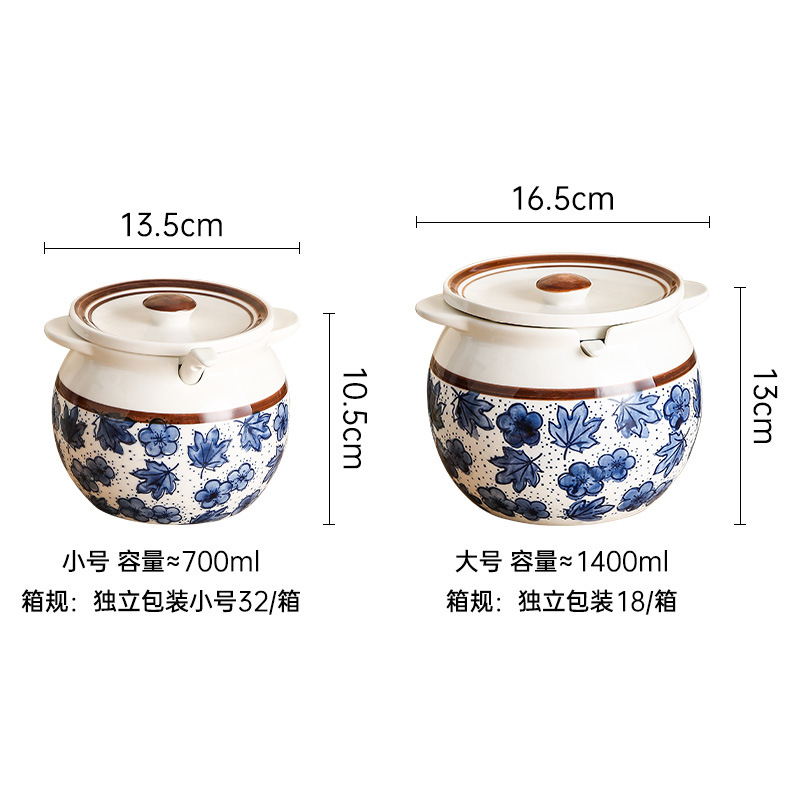 13.5cm
10.5cm
小号 容量≈700ml
箱规：独立包装小号32/箱
16.5cm
13cm
大号 容量≈1400ml
箱规：独立包装18/箱